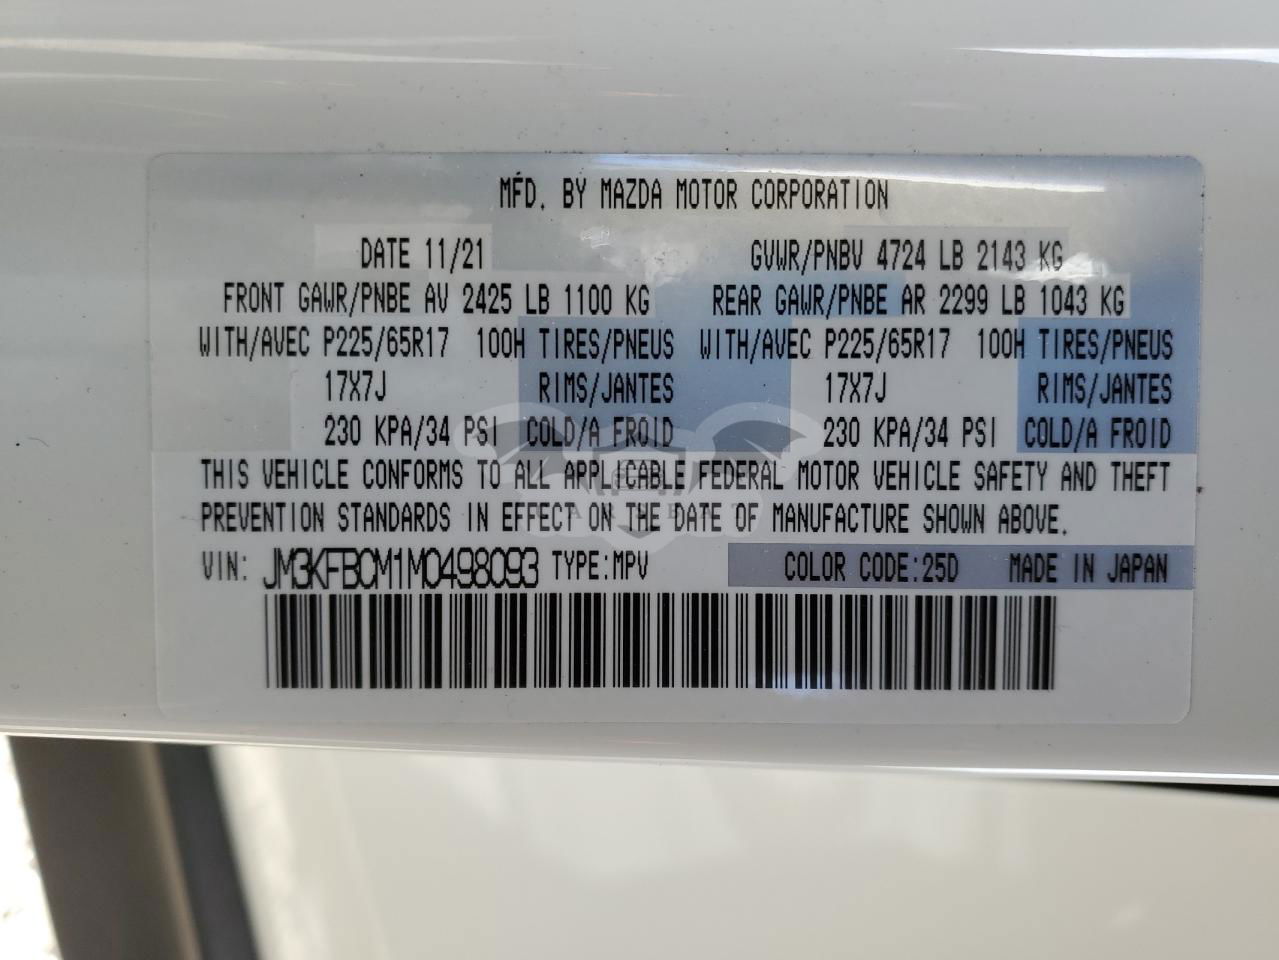 MFD. BY MAZDA MOTOR CORPORATION
DATE 11/21 GVWR/PNBV 4724 LB 2143 KG
FRONT GAWR/PNBE AV 2425 LB 1100 KG REAR GAWR/PNBE AR 2299 LB 1043 KG
WITH/AVEC P225/65R17 100H TIRES/PNEUS WITH/AVEC P225/65R17 100H TIRES/PNEUS
17X7J RIMS/JANTES 17X7J RIMS/JANTES
230 KPA/34 PSI COLD/A FROID 230 KPA/34 PSI COLD/A FROID
THIS VEHICLE CONFORMS TO ALL APPLICABLE FEDERAL MOTOR VEHICLE SAFETY AND THEFT
PREVENTION STANDARDS IN EFFECT ON THE DATE OF MANUFACTURE SHOWN ABOVE.
VIN: JM3KFBCM1M0498093 TYPE:MPV COLOR CODE:25D MADE IN JAPAN